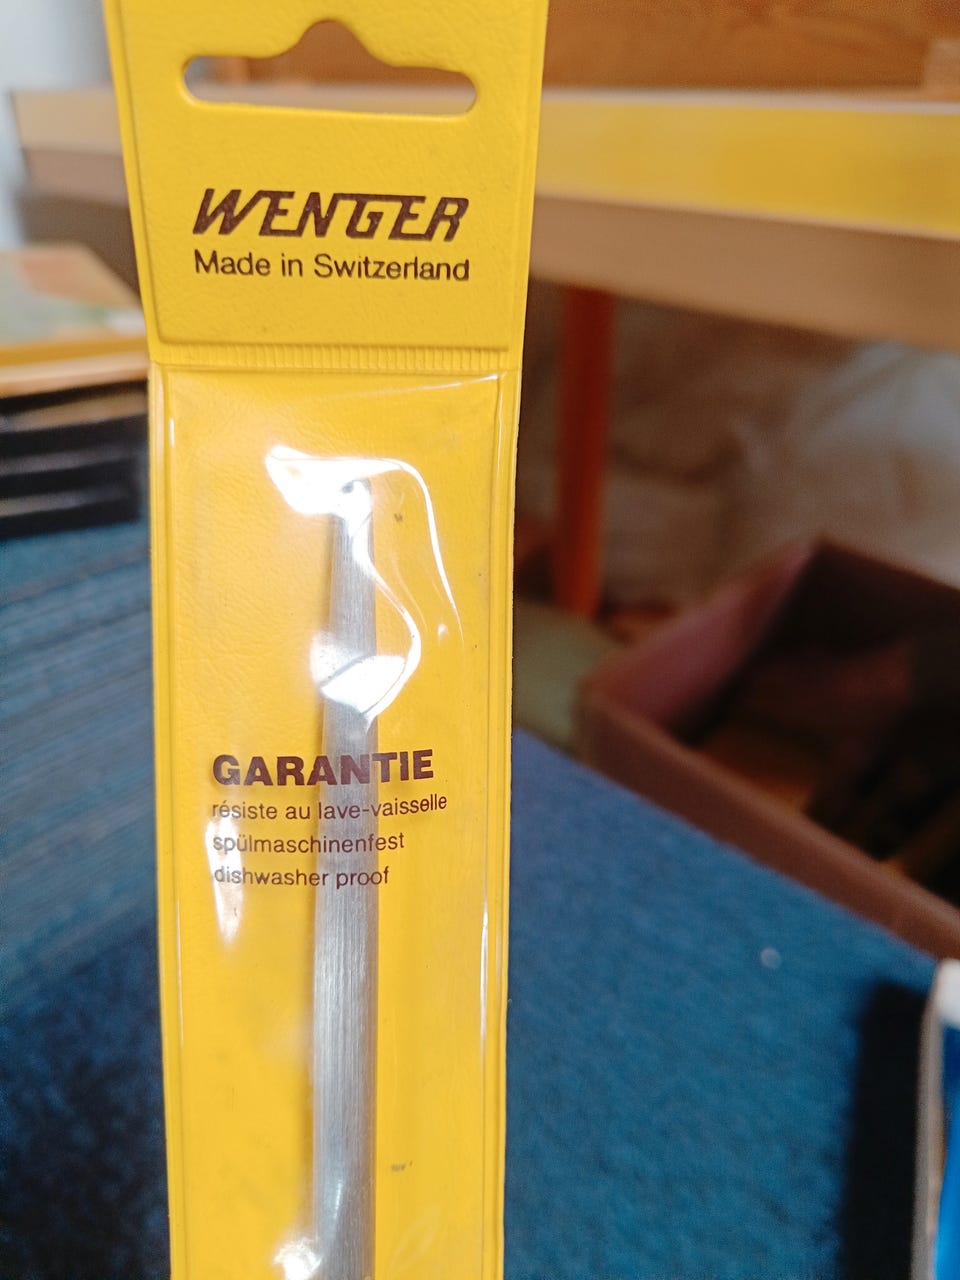 WENGER
Made in Switzerland
GARANTIE
résiste au lave-vaisselle
spülmaschinenfest
dishwasher proof